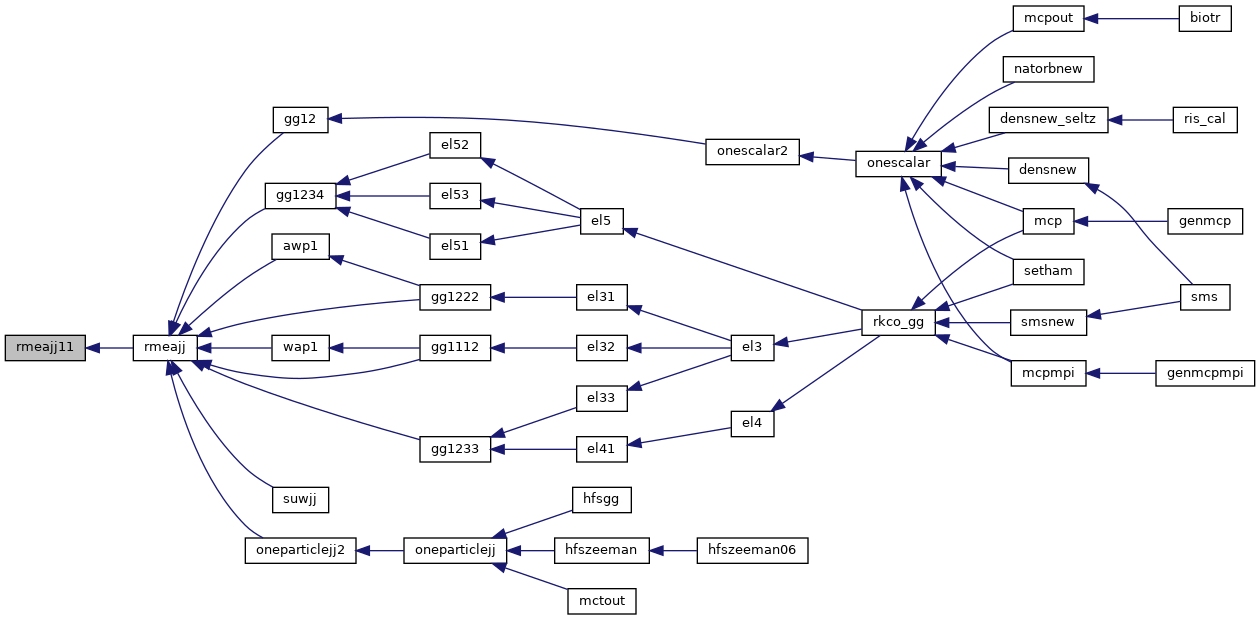 mcpout
biotr
natorbnew
gg12
densnew_seltz
ris_cal
el52
onescalar2
onescalar
densnew
gg1234
el53
el5
mcp
genmcp
awp1
el51
setham
gg1222
el31
sms
rkco_gg
smsnew
rmeajj11
rmeajj
wap1
gg1112
el32
el3
mcpmpi
genmcpmpi
el33
el4
gg1233
el41
suwjj
hfsgg
oneparticlejj2
oneparticlejj
hfszeeman
hfszeeman06
mctout